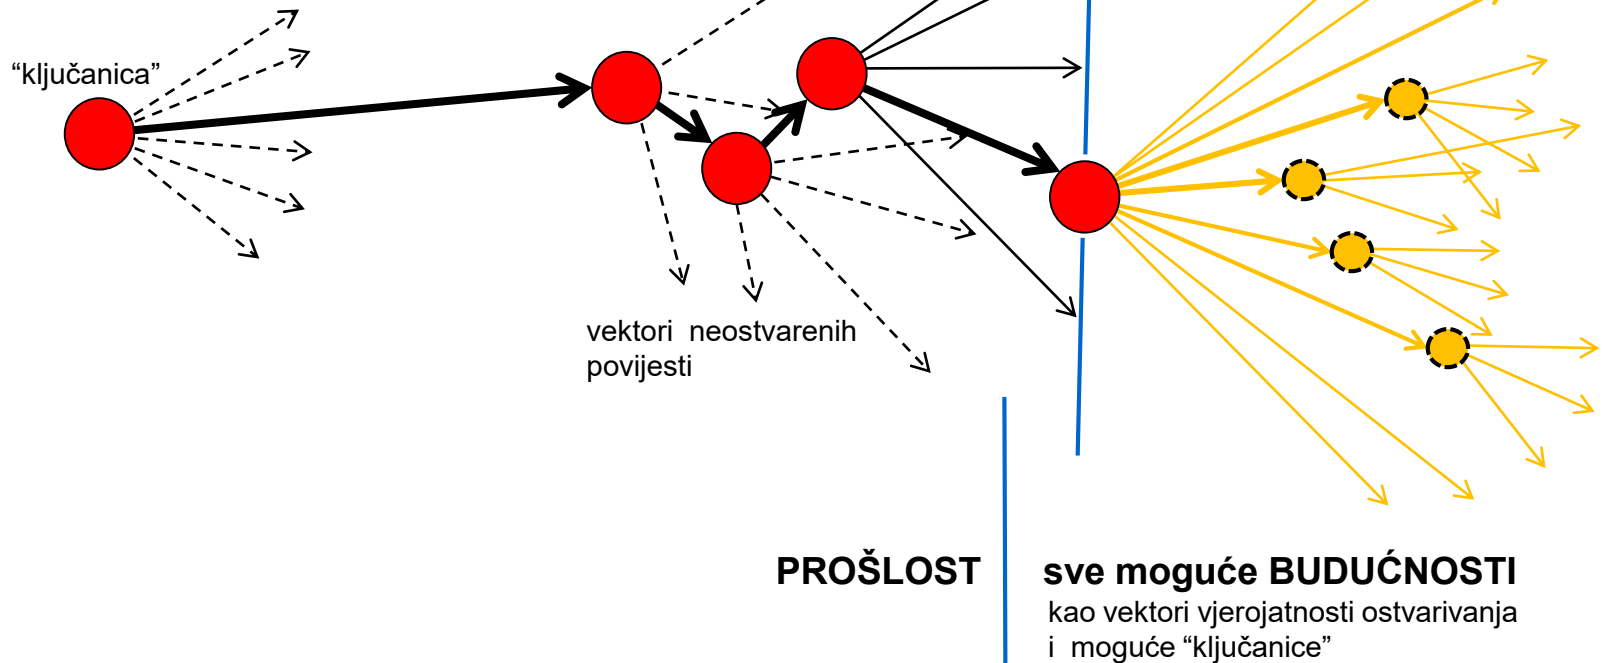 “ključanica”
vektori neostvarenih
povijesti
PROŠLOST
sve moguće BUDUĆNOSTI
kao vektori vjerojatnosti ostvarivanja
i moguće “ključanice”